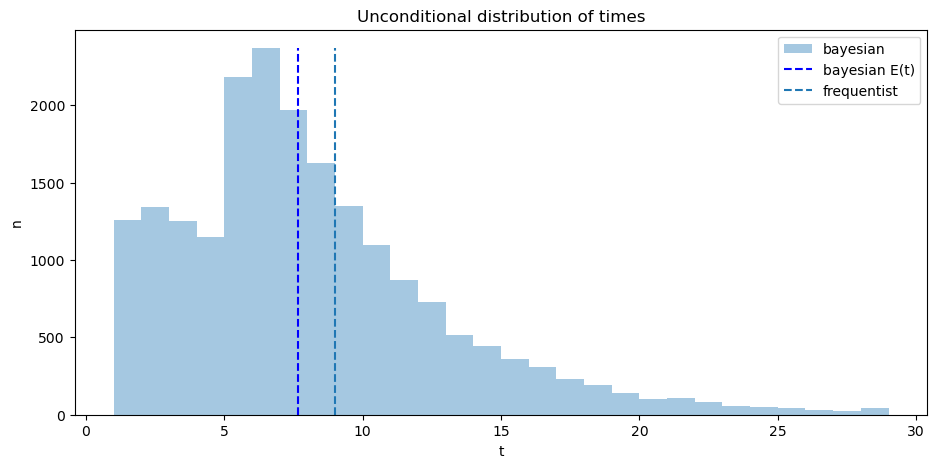 Unconditional distribution of times
bayesian
bayesian E(t)
frequentist
n
2000
1500
1000
500
0
0 5 10 15 20 25 30
t